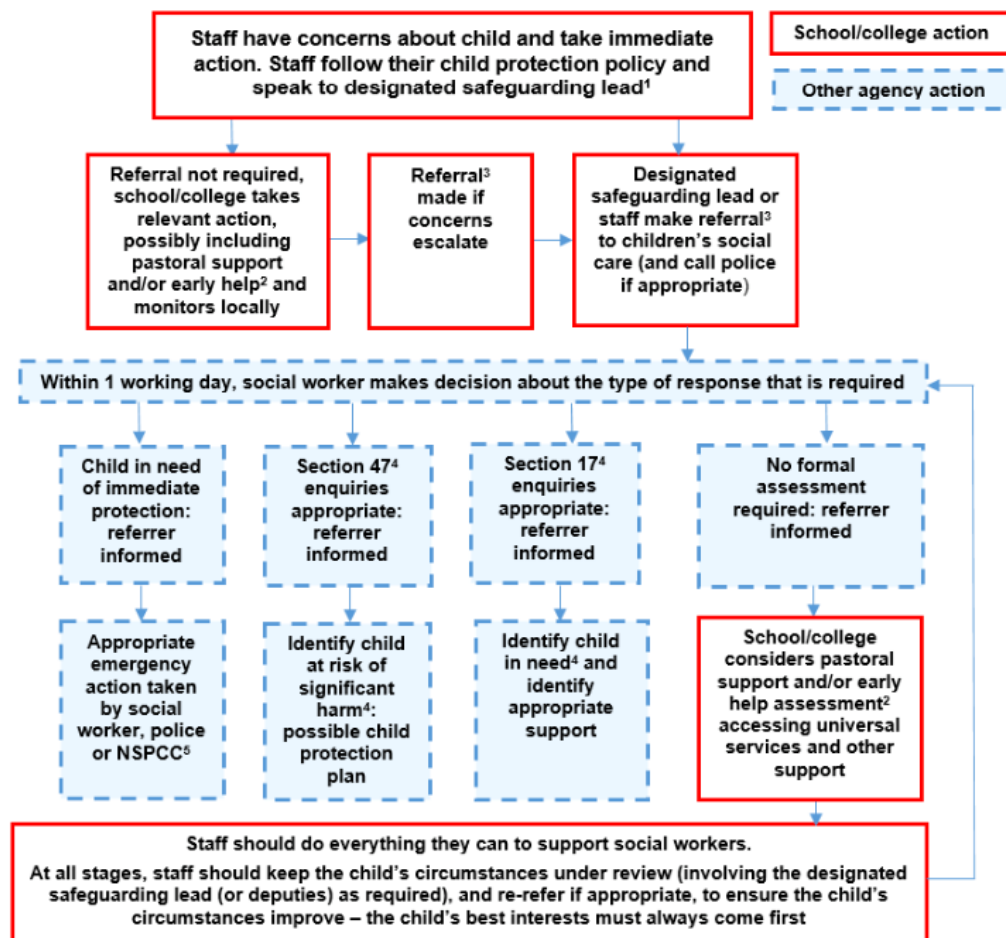 Staff have concerns about child and take immediate
action. Staff follow their child protection policy and
speak to designated safeguarding lead¹
School/college action
Other agency action
Referral not required,
school/college takes
relevant action,
possibly including
pastoral support
and/or early help² and
monitors locally
Referral³
made if
concerns
escalate
Designated
safeguarding lead or
staff make referral³
to children’s social
care (and call police
if appropriate)
Within 1 working day, social worker makes decision about the type of response that is required
Child in need
of immediate
protection:
referrer
informed
Section 47⁴
enquiries
appropriate:
referrer
informed
Section 17⁴
enquiries
appropriate:
referrer
informed
No formal
assessment
required: referrer
informed
Appropriate
emergency
action taken
by social
worker, police
or NSPCC⁵
Identify child
at risk of
significant
harm⁴:
possible child
protection
plan
Identify child
in need⁴ and
identify
appropriate
support
School/college
considers pastoral
support and/or early
help assessment²
accessing universal
services and other
support
Staff should do everything they can to support social workers.
At all stages, staff should keep the child’s circumstances under review (involving the designated
safeguarding lead (or deputies) as required), and re-refer if appropriate, to ensure the child’s
circumstances improve – the child’s best interests must always come first